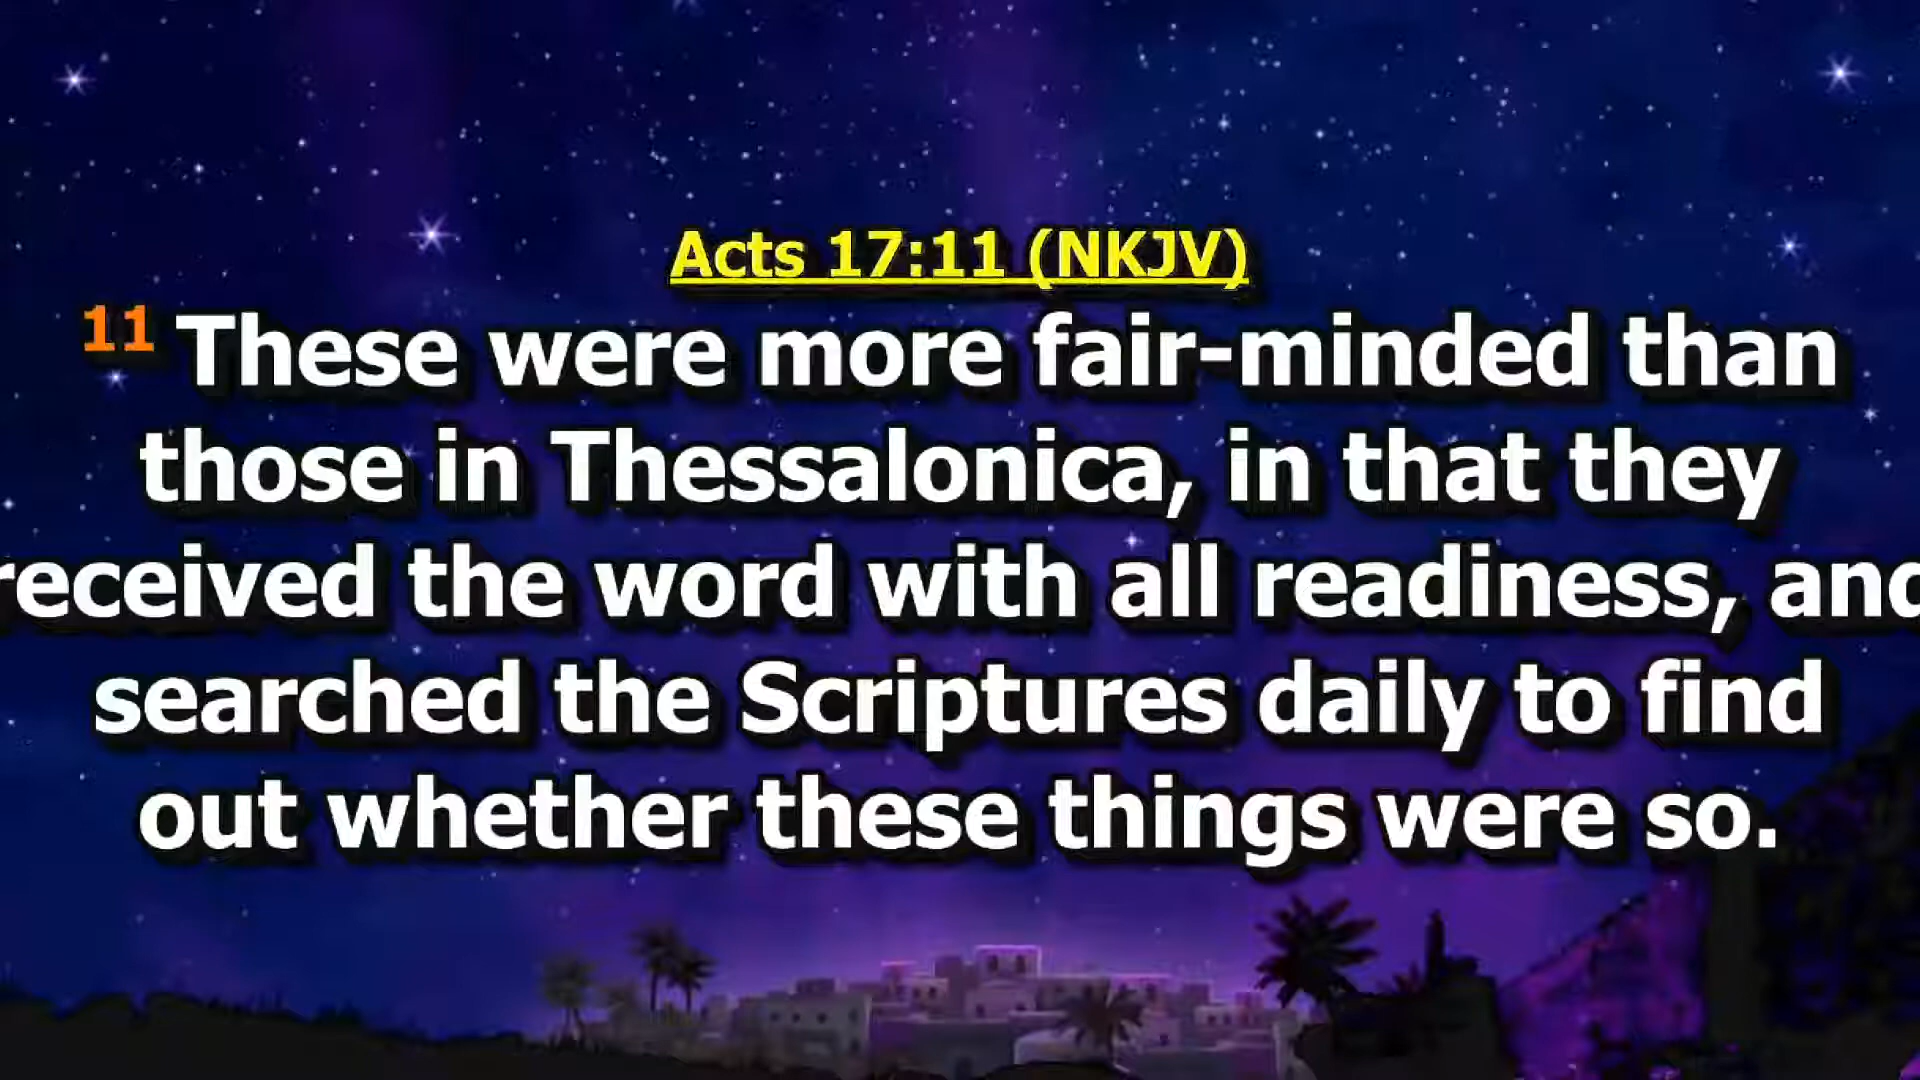 Acts 17:11 (NKJV)
11 These were more fair-minded than
those in Thessalonica, in that they
received the word with all readiness, and
searched the Scriptures daily to find
out whether these things were so.